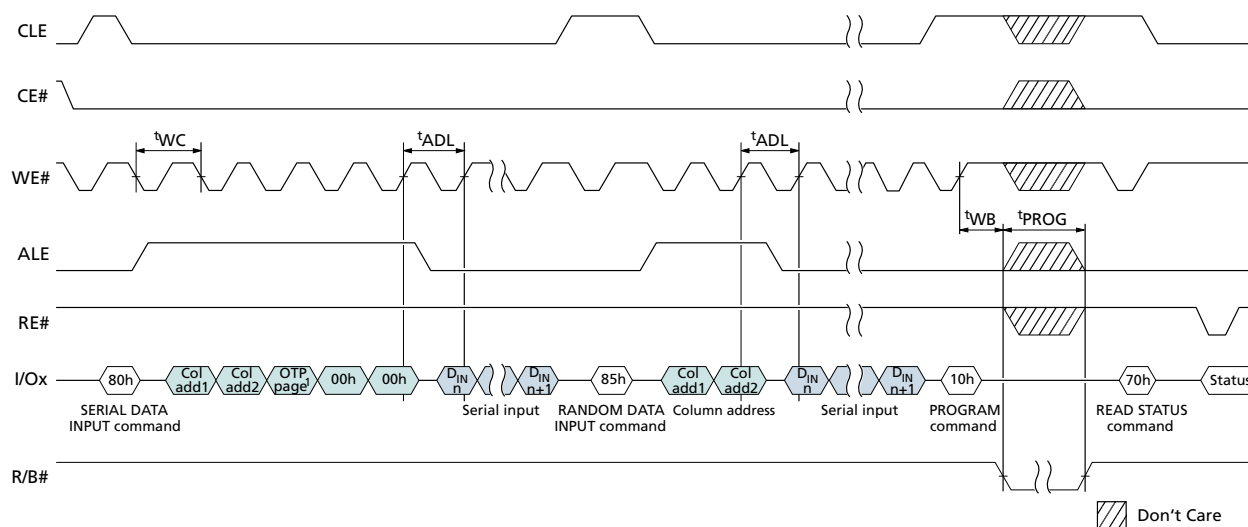 CLE
CE#
tWC
tADL
tADL
WE#
tWB
tPROG
ALE
RE#
I/Ox
80h
Col add1
Col add2
OTP page1
00h
00h
DIN n
DIN n+1
85h
Col add1
Col add2
DIN n
DIN n+1
10h
70h
Status
SERIAL DATA
INPUT command
Serial input
RANDOM DATA
INPUT command
Column address
Serial input
PROGRAM
command
READ STATUS
command
R/B#
Don't Care